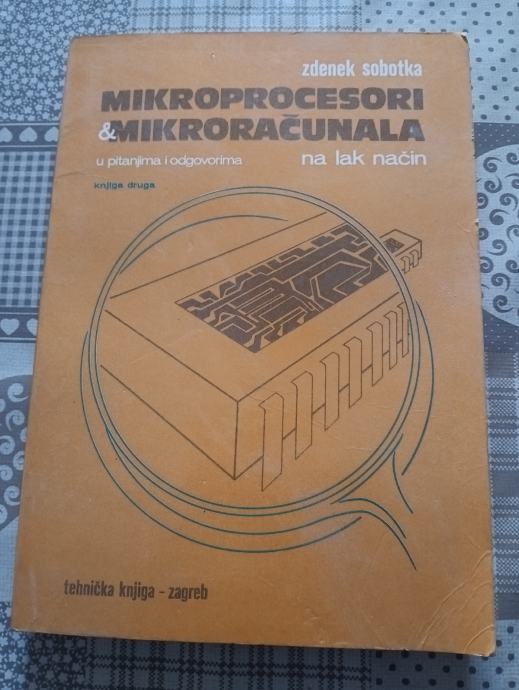 zdenek sobotka
MIKROPROCESORI
& MIKRORAČUNALA
u pitanjima i odgovorima na lak način
knjiga druga
tehnička knjiga – zagreb